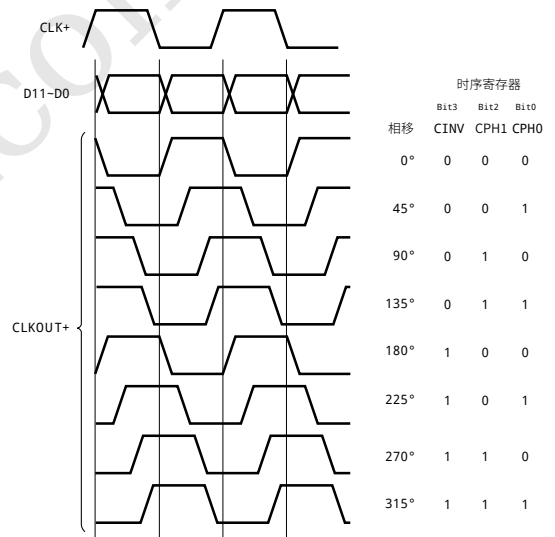 CLK+
D11~D0
CLKOUT+
时序寄存器
Bit3 Bit2 Bit0
相移 CINV CPH1 CPH0
0° 0 0 0
45° 0 0 1
90° 0 1 0
135° 0 1 1
180° 1 0 0
225° 1 0 1
270° 1 1 0
315° 1 1 1